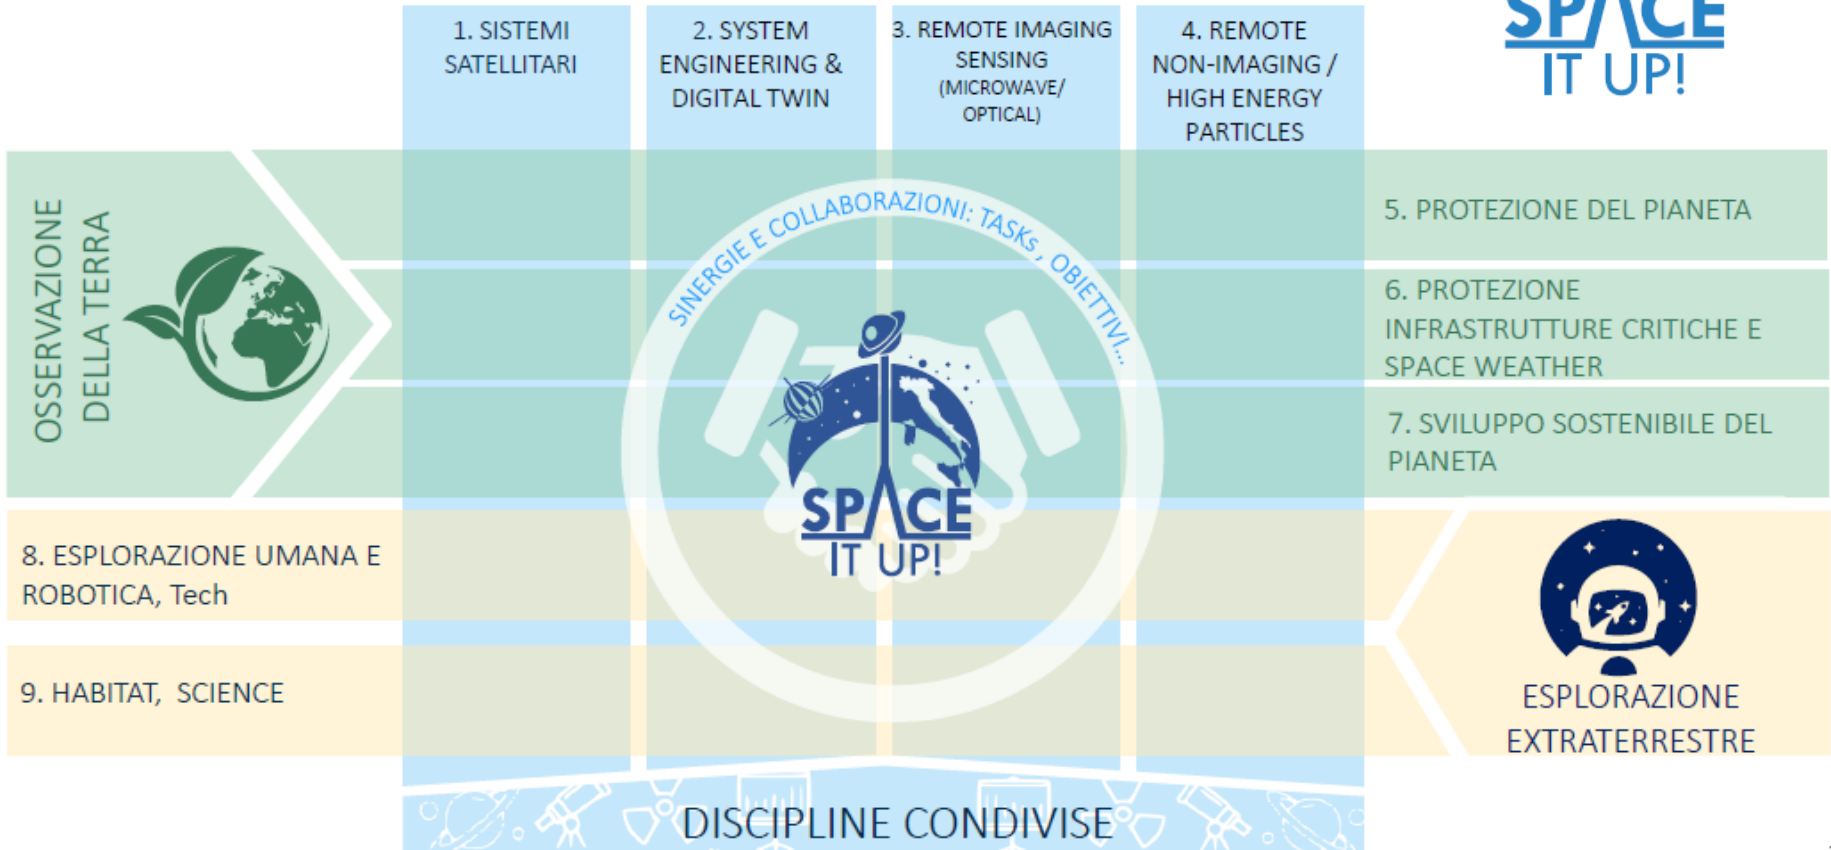 1. SISTEMI
SATELLITARI
2. SYSTEM
ENGINEERING &
DIGITAL TWIN
3. REMOTE IMAGING
SENSING
(MICROWAVE/
OPTICAL)
4. REMOTE
NON-IMAGING /
HIGH ENERGY
PARTICLES
SPACE
IT UP!
OSSERVAZIONE
DELLA TERRA
SINERGIE E COLLABORAZIONI: TASKs , OBIETTIVI...
5. PROTEZIONE DEL PIANETA
6. PROTEZIONE
INFRASTRUTTURE CRITICHE E
SPACE WEATHER
7. SVILUPPO SOSTENIBILE DEL
PIANETA
SPACE
IT UP!
8. ESPLORAZIONE UMANA E
ROBOTICA, Tech
9. HABITAT, SCIENCE
ESPLORAZIONE
EXTRATERRESTRE
DISCIPLINE CONDIVISE